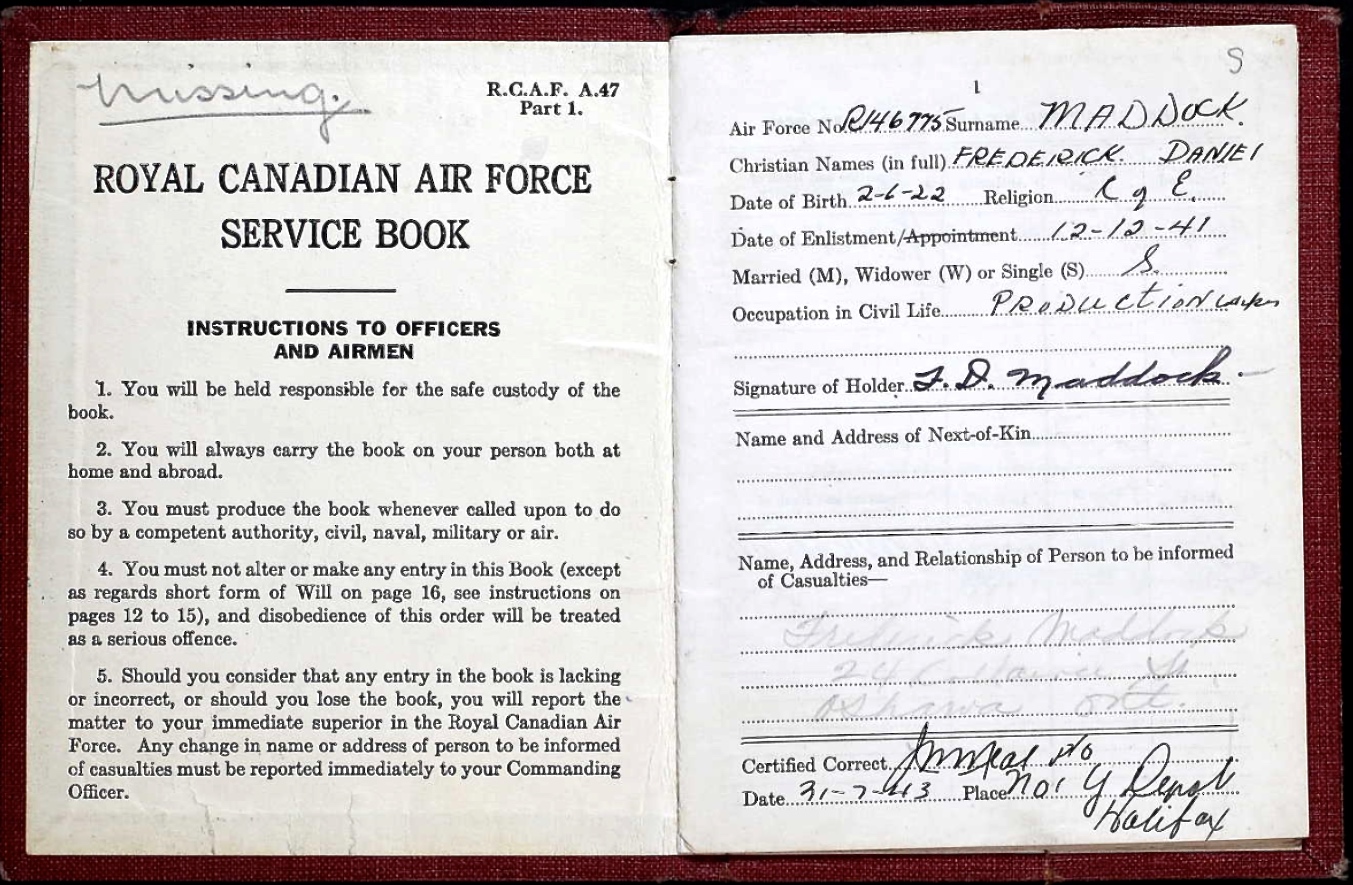 Missing.
R.C.A.F. A.47
Part 1.
ROYAL CANADIAN AIR FORCE
SERVICE BOOK
INSTRUCTIONS TO OFFICERS
AND AIRMEN
1. You will be held responsible for the safe custody of the
book.
2. You will always carry the book on your person both at
home and abroad.
3. You must produce the book whenever called upon to do
so by a competent authority, civil, naval, military or air.
4. You must not alter or make any entry in this Book (except
as regards short form of Will on page 16, see instructions on
pages 12 to 15), and disobedience of this order will be treated
as a serious offence.
5. Should you consider that any entry in the book is lacking
or incorrect, or should you lose the book, you will report the
matter to your immediate superior in the Royal Canadian Air
Force. Any change in name or address of person to be informed
of casualties must be reported immediately to your Commanding
Officer.
S
1
Air Force No. R146775 Surname MADDOCK.
Christian Names (in full) FREDERICK. DANIEL
Date of Birth 2-6-22 Religion C of E.
Date of Enlistment/Appointment 12-12-41
Married (M), Widower (W) or Single (S) S.
Occupation in Civil Life PRODUCTION
Signature of Holder F. D. Maddock.
Name and Address of Next-of-Kin
Name, Address, and Relationship of Person to be informed
of Casualties—
Frederick Maddock
St
Oshawa Ont.
Certified Correct F/O
Date 31-7-43 Place No 1 Y Depot
Halifax